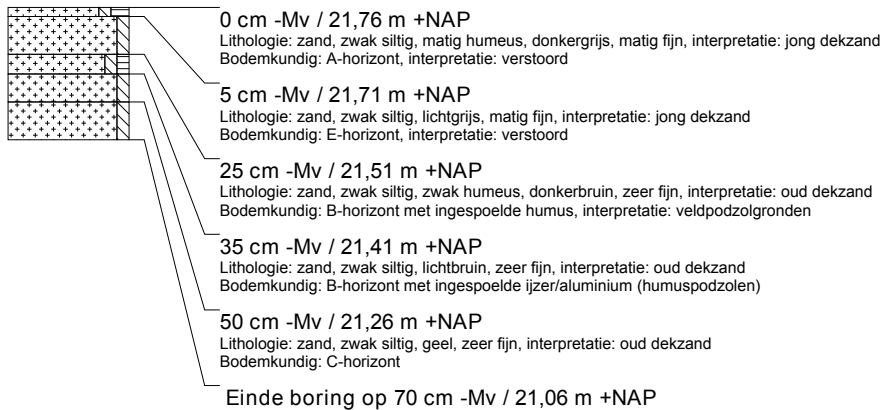 0 cm -Mv / 21,76 m +NAP
Lithologie: zand, zwak siltig, matig humeus, donkergrijs, matig fijn, interpretatie: jong dekzand
Bodemkundig: A-horizont, interpretatie: verstoord
5 cm -Mv / 21,71 m +NAP
Lithologie: zand, zwak siltig, lichtgrijs, matig fijn, interpretatie: jong dekzand
Bodemkundig: E-horizont, interpretatie: verstoord
25 cm -Mv / 21,51 m +NAP
Lithologie: zand, zwak siltig, zwak humeus, donkerbruin, zeer fijn, interpretatie: oud dekzand
Bodemkundig: B-horizont met ingespoelde humus, interpretatie: veldpodzolgronden
35 cm -Mv / 21,41 m +NAP
Lithologie: zand, zwak siltig, lichtbruin, zeer fijn, interpretatie: oud dekzand
Bodemkundig: B-horizont met ingespoelde ijzer/aluminium (humuspodzolen)
50 cm -Mv / 21,26 m +NAP
Lithologie: zand, zwak siltig, geel, zeer fijn, interpretatie: oud dekzand
Bodemkundig: C-horizont
Einde boring op 70 cm -Mv / 21,06 m +NAP